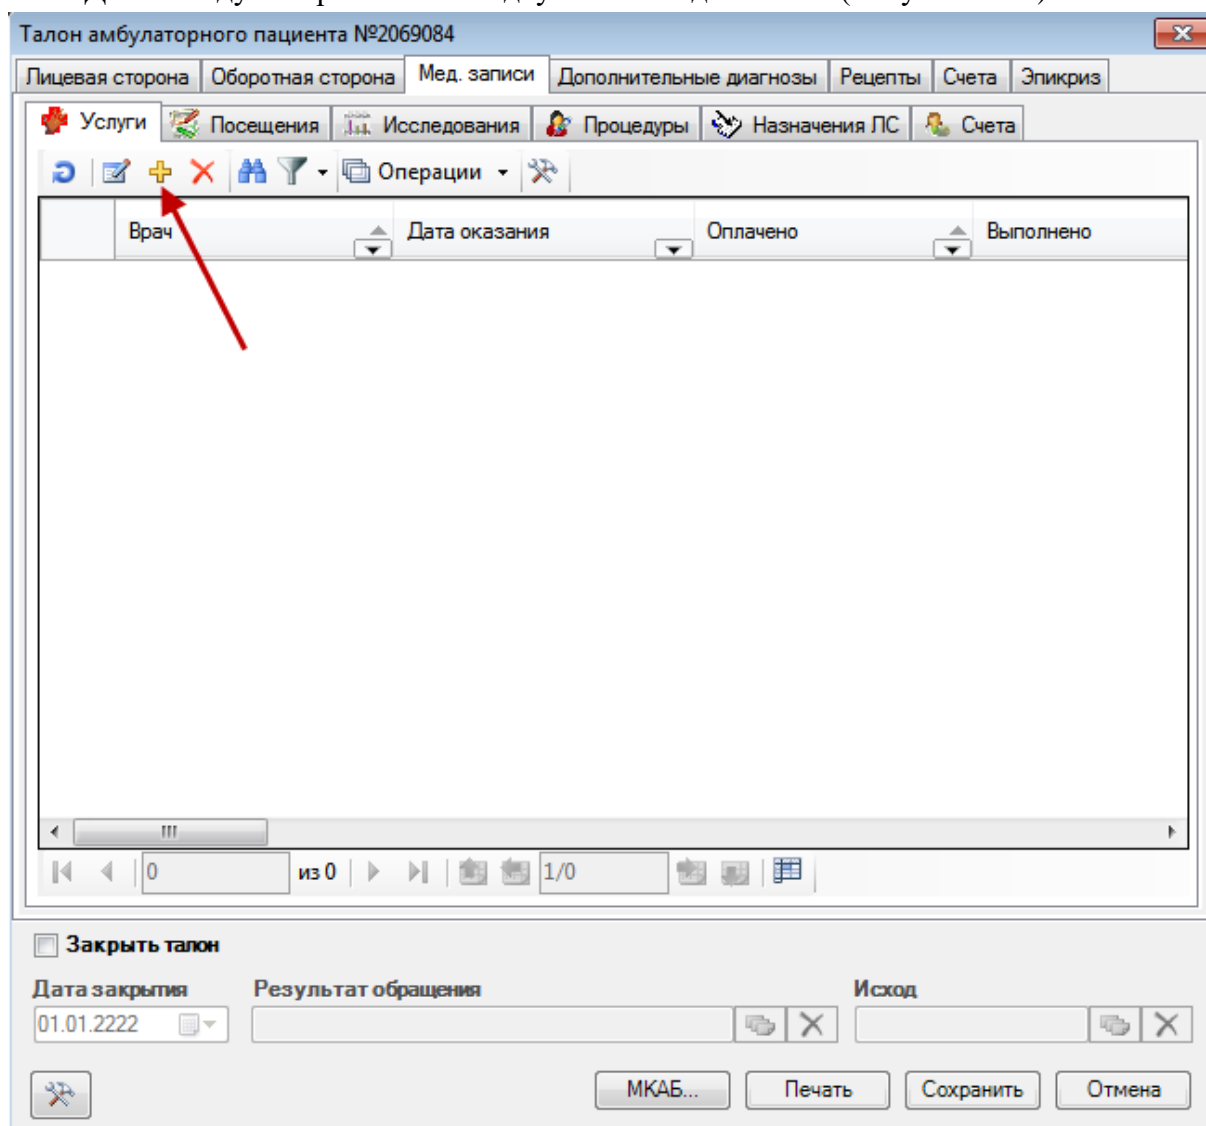 Талон амбулаторного пациента №2069084
Лицевая сторона Оборотная сторона Мед. записи Дополнительные диагнозы Рецепты Счета Эпикриз
Услуги Посещения Исследования Процедуры Назначения ЛС Счета
Операции
Врач Дата оказания Оплачено Выполнено
0 из 0 1/0
Закрыть талон
Дата закрытия Результат обращения Исход
01.01.2222
МКАБ... Печать Сохранить Отмена